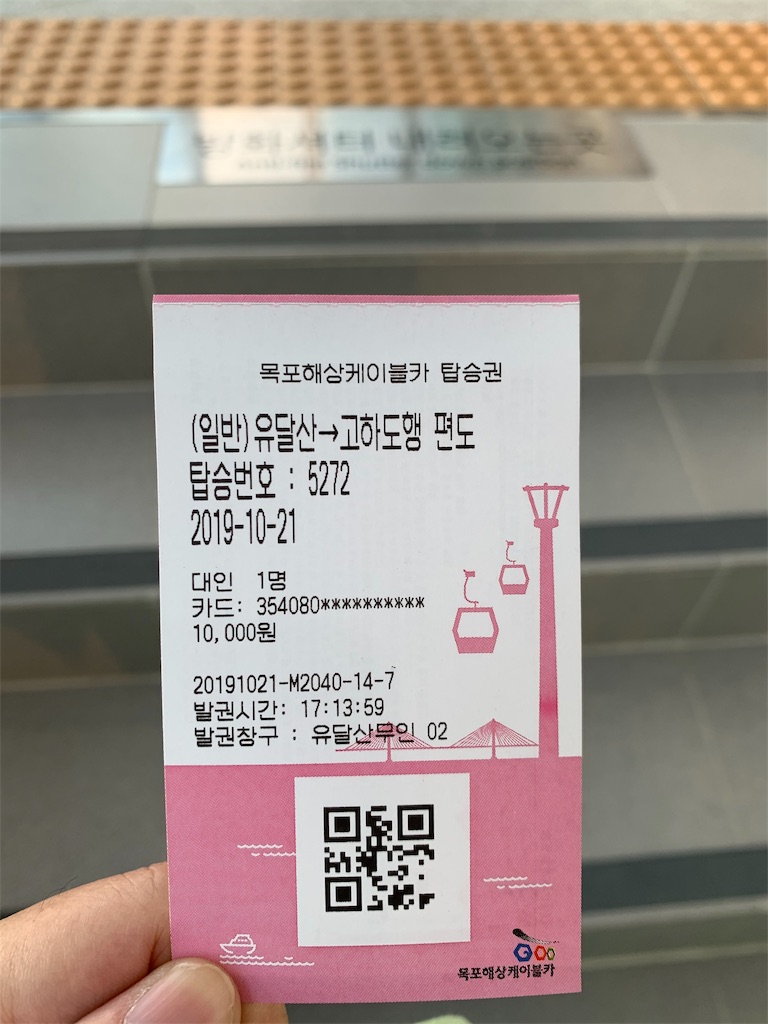 목포해상케이블카 탑승권
(일반)유달산→고하도행 편도
탑승번호 : 5272
2019-10-21
대인 1명
카드: 354080**********
10,000원
20191021-M2040-14-7
발권시간: 17:13:59
발권창구 : 유달산무인 02
목포해상케이블카